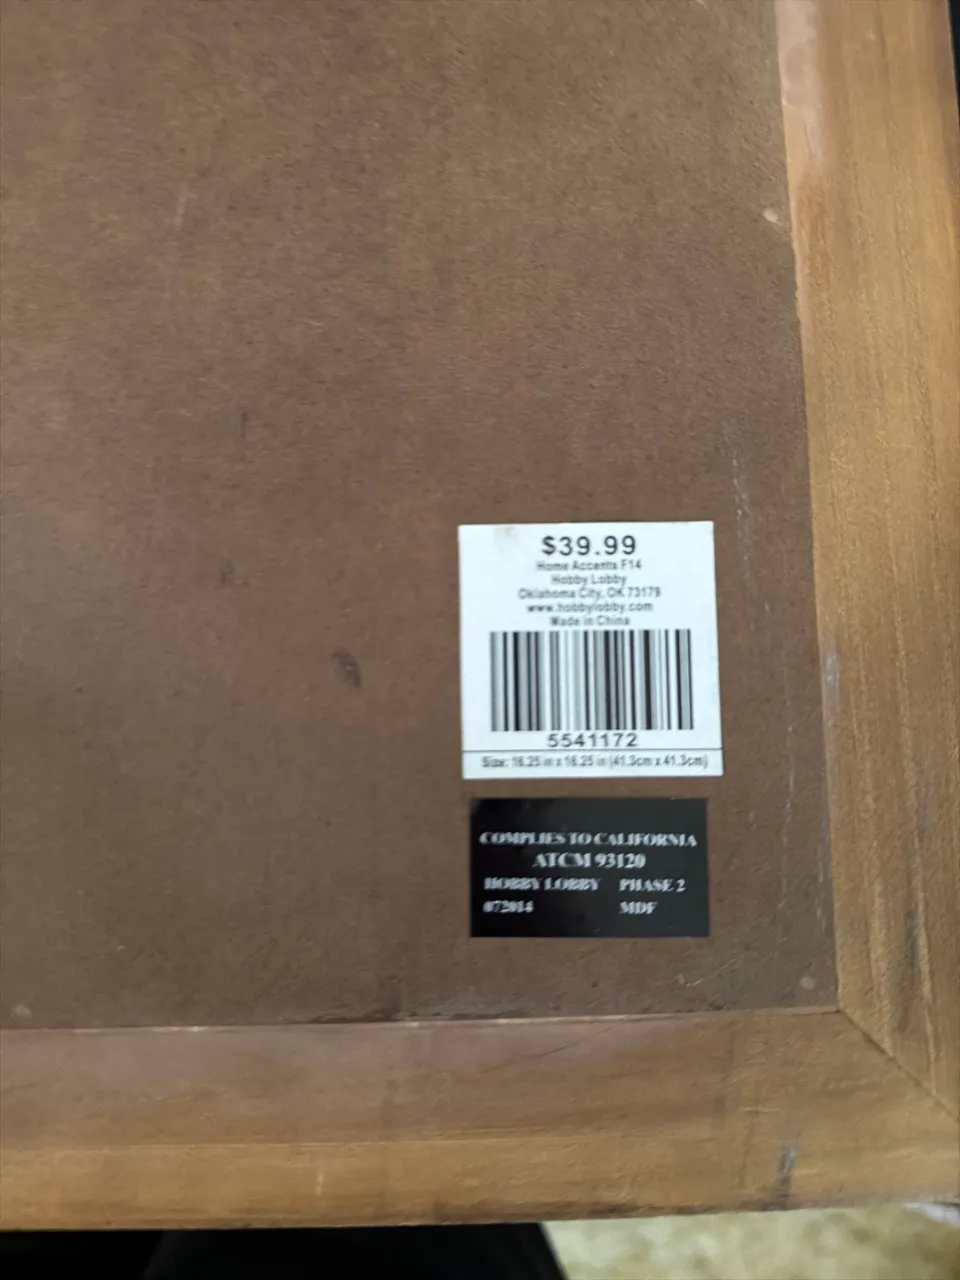 $39.99
Home Accents F14
Hobby Lobby
Oklahoma City, OK 73179
www.hobbylobby.com
Made in China
5541172
Size: 16.25 in x 16.25 in (41.3cm x 41.3cm)
COMPLIES TO CALIFORNIA
ATCM 93120
HOBBY LOBBY PHASE 2
072014 MDF